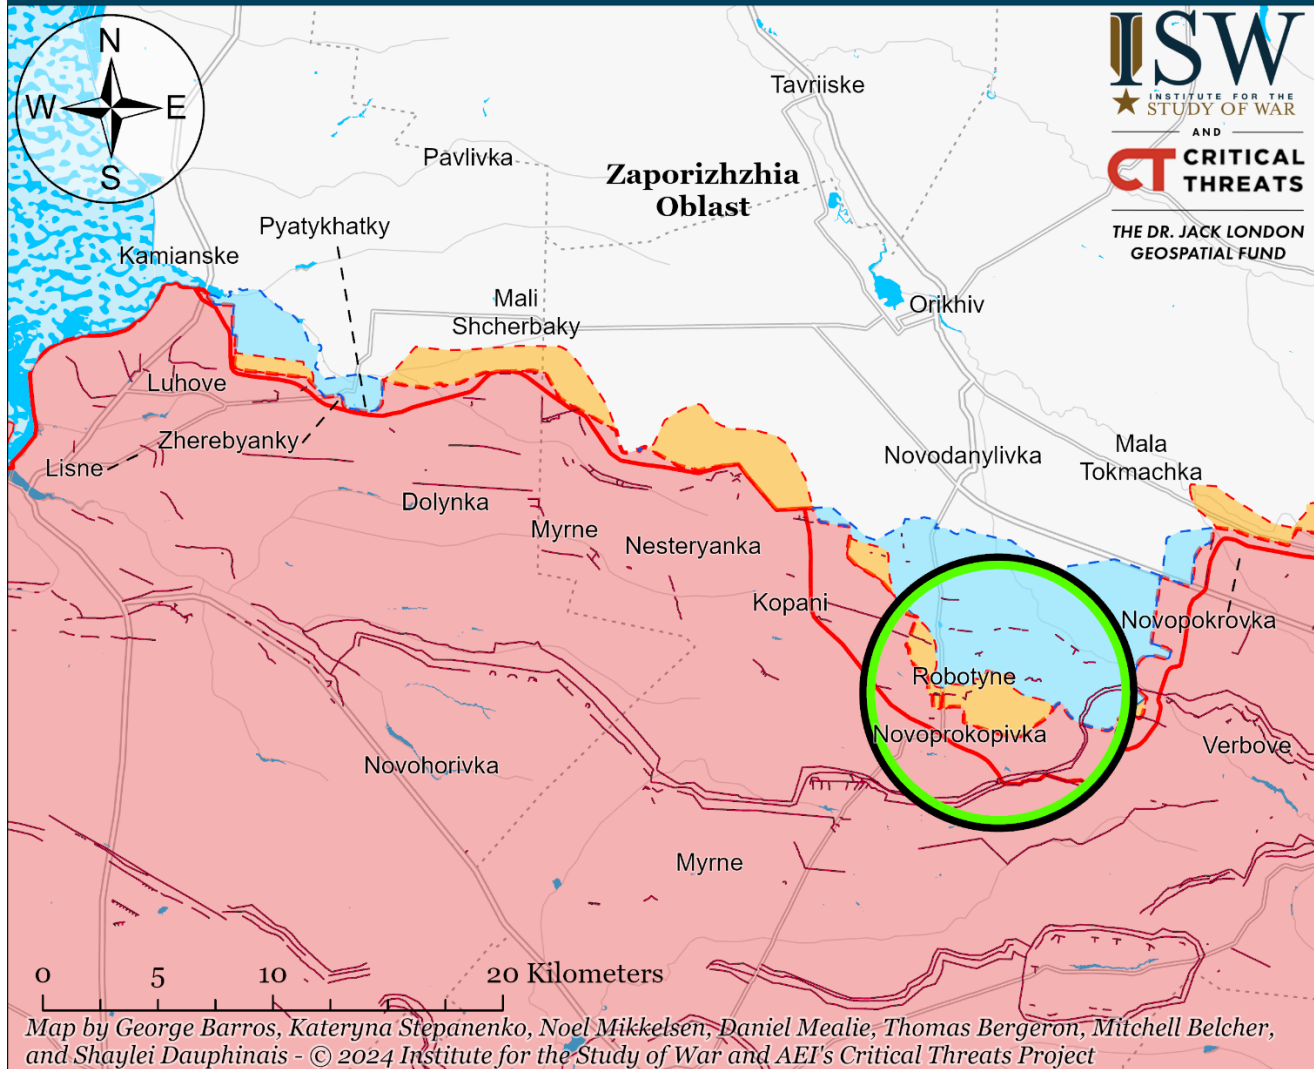 N
W
E
S
ISW
INSTITUTE FOR THE
STUDY OF WAR
AND
CT CRITICAL
THREATS
THE DR. JACK LONDON
GEOSPATIAL FUND
Tavriiske
Pavlivka
Zaporizhzhia
Oblast
Pyatykhatky
Kamianske
Mali
Shcherbaky
Orikhiv
Luhove
Zherebyanky
Lisne
Novodanylivka
Mala
Tokmachka
Dolynka
Myrne
Nesteryanka
Kopani
Novopokrovka
Robotyne
Novoprokopivka
Verbove
Novohorivka
Myrne
0 5 10 20 Kilometers
Map by George Barros, Kateryna Stepanenko, Noel Mikkelsen, Daniel Mealie, Thomas Bergeron, Mitchell Belcher,
and Shaylei Dauphinais - © 2024 Institute for the Study of War and AEI's Critical Threats Project